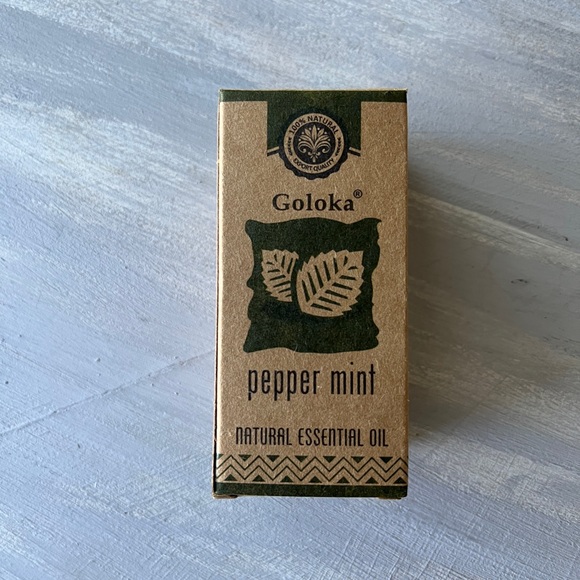 100% NATURAL
EXPORT QUALITY
Goloka®
pepper mint
NATURAL ESSENTIAL OIL